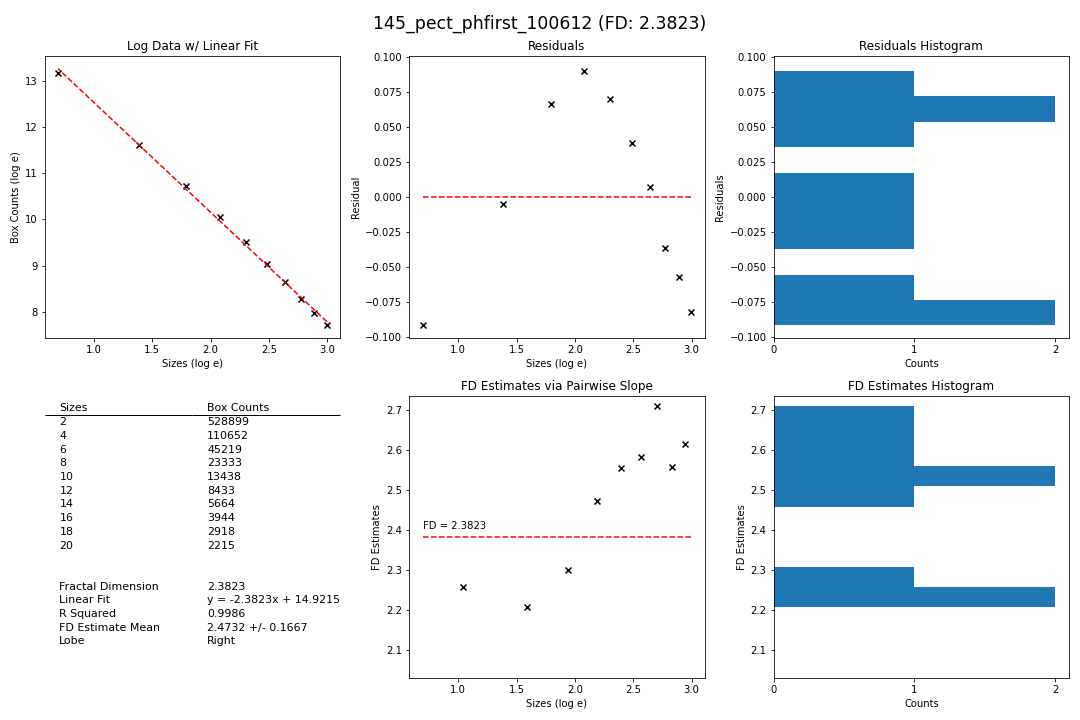 145_pect_phfirst_100612 (FD: 2.3823)
Log Data w/ Linear Fit
Box Counts (log e)
13
12
11
10
9
8
1.0 1.5 2.0 2.5 3.0
Sizes (log e)
Residuals
Residual
0.100
0.075
0.050
0.025
0.000
−0.025
−0.050
−0.075
−0.100
1.0 1.5 2.0 2.5 3.0
Sizes (log e)
Residuals Histogram
Residuals
0.100
0.075
0.050
0.025
0.000
−0.025
−0.050
−0.075
−0.100
0 1 2
Counts
Sizes Box Counts
2 528899
4 110652
6 45219
8 23333
10 13438
12 8433
14 5664
16 3944
18 2918
20 2215
Fractal Dimension 2.3823
Linear Fit y = -2.3823x + 14.9215
R Squared 0.9986
FD Estimate Mean 2.4732 +/- 0.1667
Lobe Right
FD Estimates via Pairwise Slope
FD Estimates
2.7
2.6
2.5
2.4
2.3
2.2
2.1
FD = 2.3823
1.0 1.5 2.0 2.5 3.0
Sizes (log e)
FD Estimates Histogram
FD Estimates
2.7
2.6
2.5
2.4
2.3
2.2
2.1
0 1 2
Counts